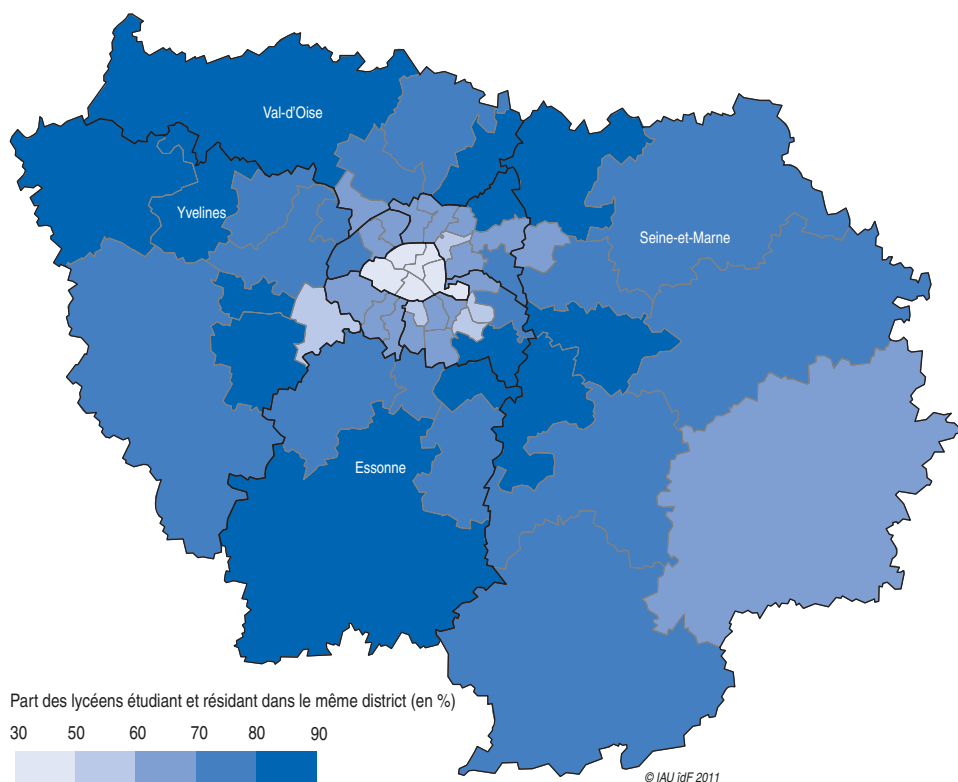 Val-d'Oise
Yvelines
Seine-et-Marne
Essonne
Part des lycéens étudiant et résidant dans le même district (en %)
30 50 60 70 80 90
© IAU îdF 2011